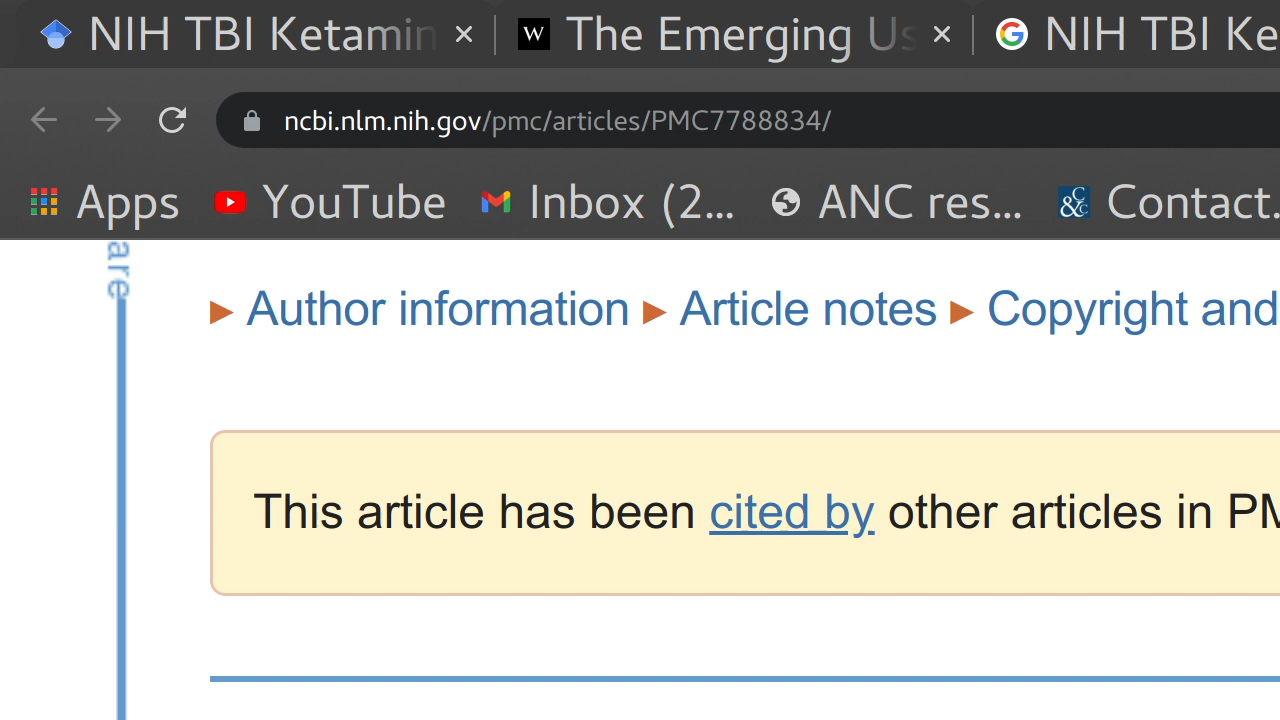 NIH TBI Ketamin The Emerging Us NIH TBI Ke
ncbi.nlm.nih.gov/pmc/articles/PMC7788834/
Apps YouTube Inbox (2... ANC res... Contact.
are
▸ Author information ▸ Article notes ▸ Copyright and
This article has been cited by other articles in PM